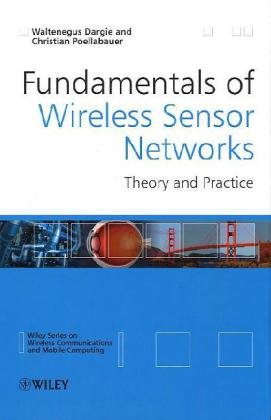 Waltenegus Dargie and
Christian Poellabauer
Fundamentals of
Wireless Sensor
Networks
Theory and Practice
Wiley Series on
Wireless Communications
and Mobile Computing
WILEY